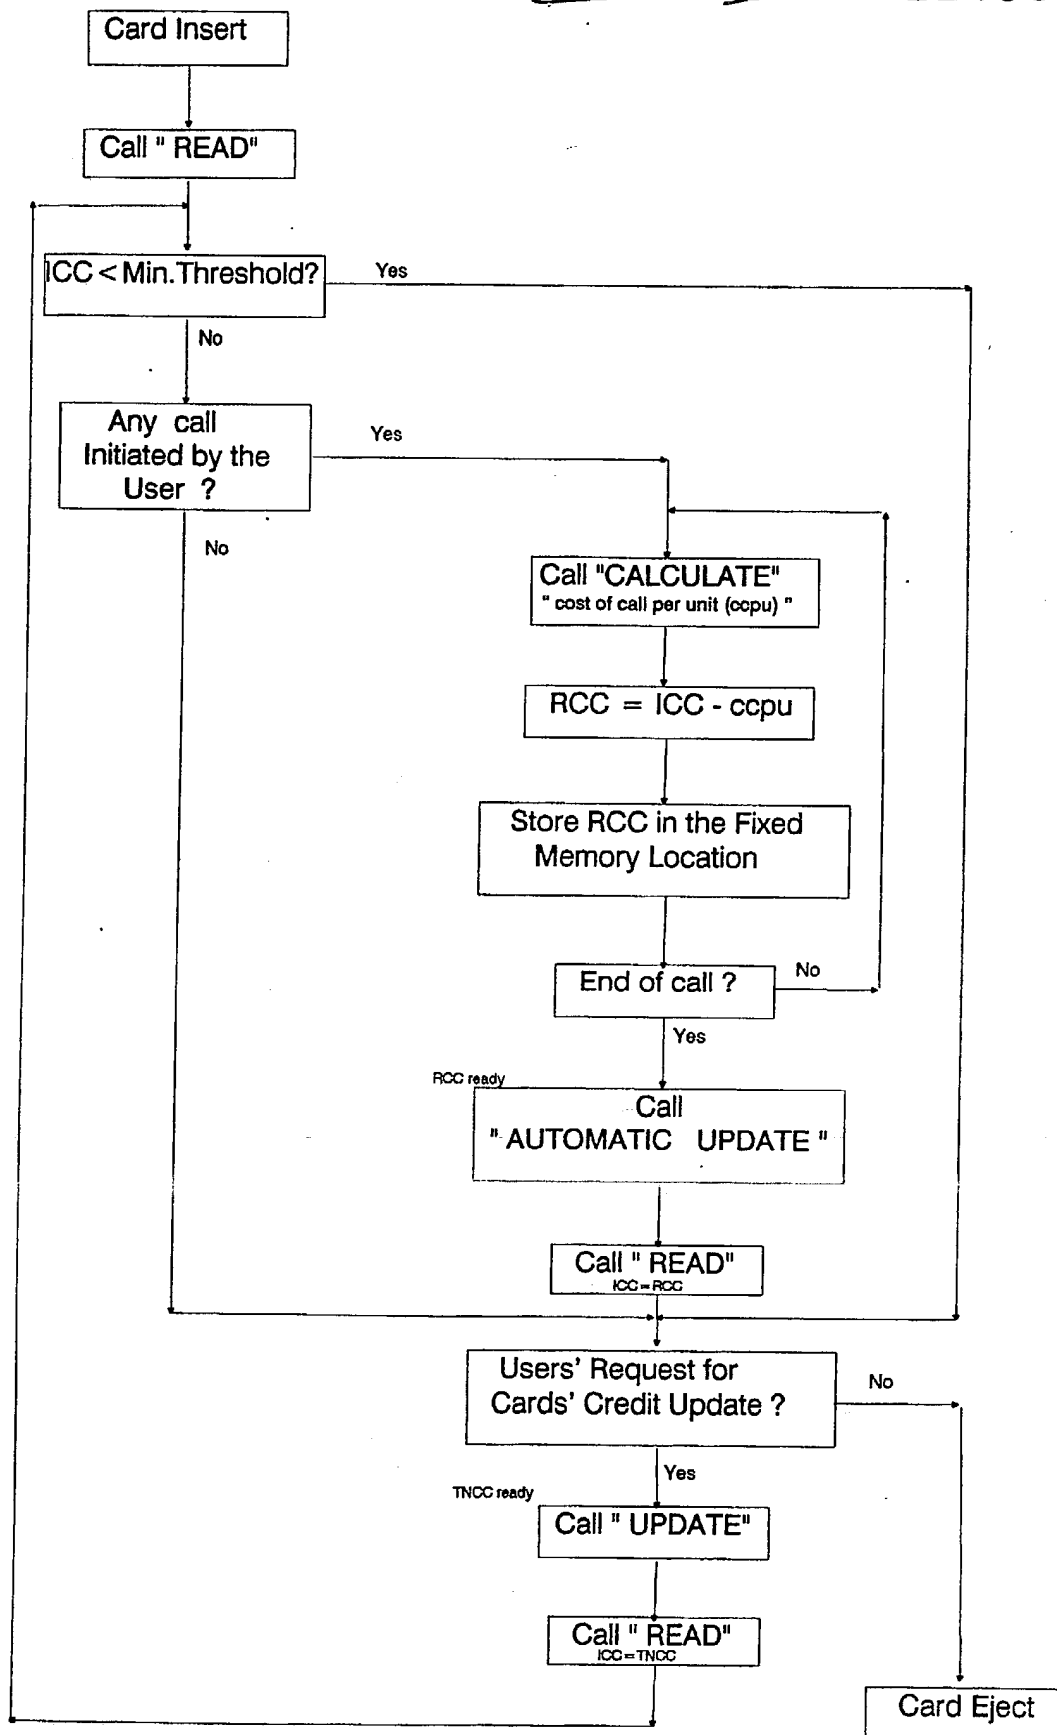 Card Insert
Call " READ"
ICC < Min.Threshold?
Yes
No
Any call
Initiated by the
User ?
Yes
No
Call "CALCULATE"
" cost of call per unit (ccpu) "
RCC = ICC - ccpu
Store RCC in the Fixed
Memory Location
End of call ?
No
Yes
RCC ready
Call
" AUTOMATIC UPDATE "
Call " READ"
ICC = RCC
Users' Request for
Cards' Credit Update ?
No
Yes
TNCC ready
Call " UPDATE"
Call " READ"
ICC = TNCC
Card Eject